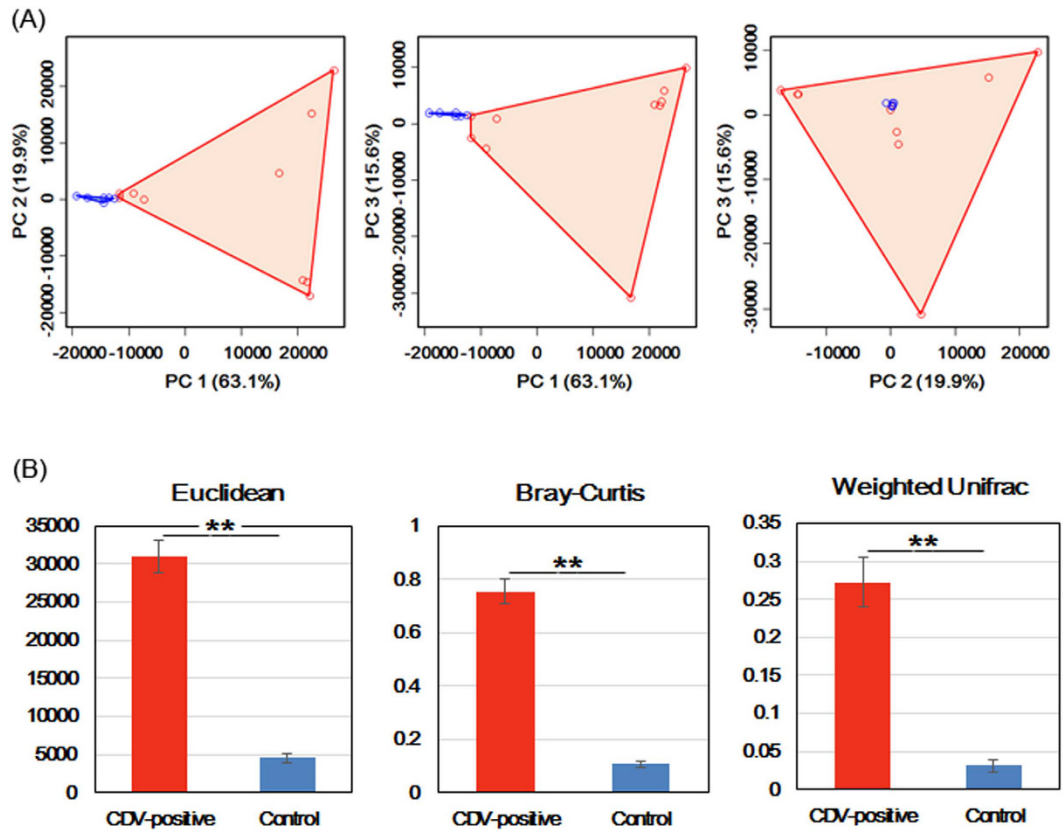 (A)
20000
10000
0
-10000
-20000
PC 2 (19.9%)
-20000 -10000 0 10000 20000
PC 1 (63.1%)
10000
0
-10000
-20000
-30000
PC 3 (15.6%)
-20000 -10000 0 10000 20000
PC 1 (63.1%)
10000
0
-10000
-20000
-30000
PC 3 (15.6%)
-10000 0 10000 20000
PC 2 (19.9%)
(B)
Euclidean
35000
30000
25000
20000
15000
10000
5000
0
**
CDV-positive Control
Bray-Curtis
1
0.8
0.6
0.4
0.2
0
**
CDV-positive Control
Weighted Unifrac
0.35
0.3
0.25
0.2
0.15
0.1
0.05
0
**
CDV-positive Control